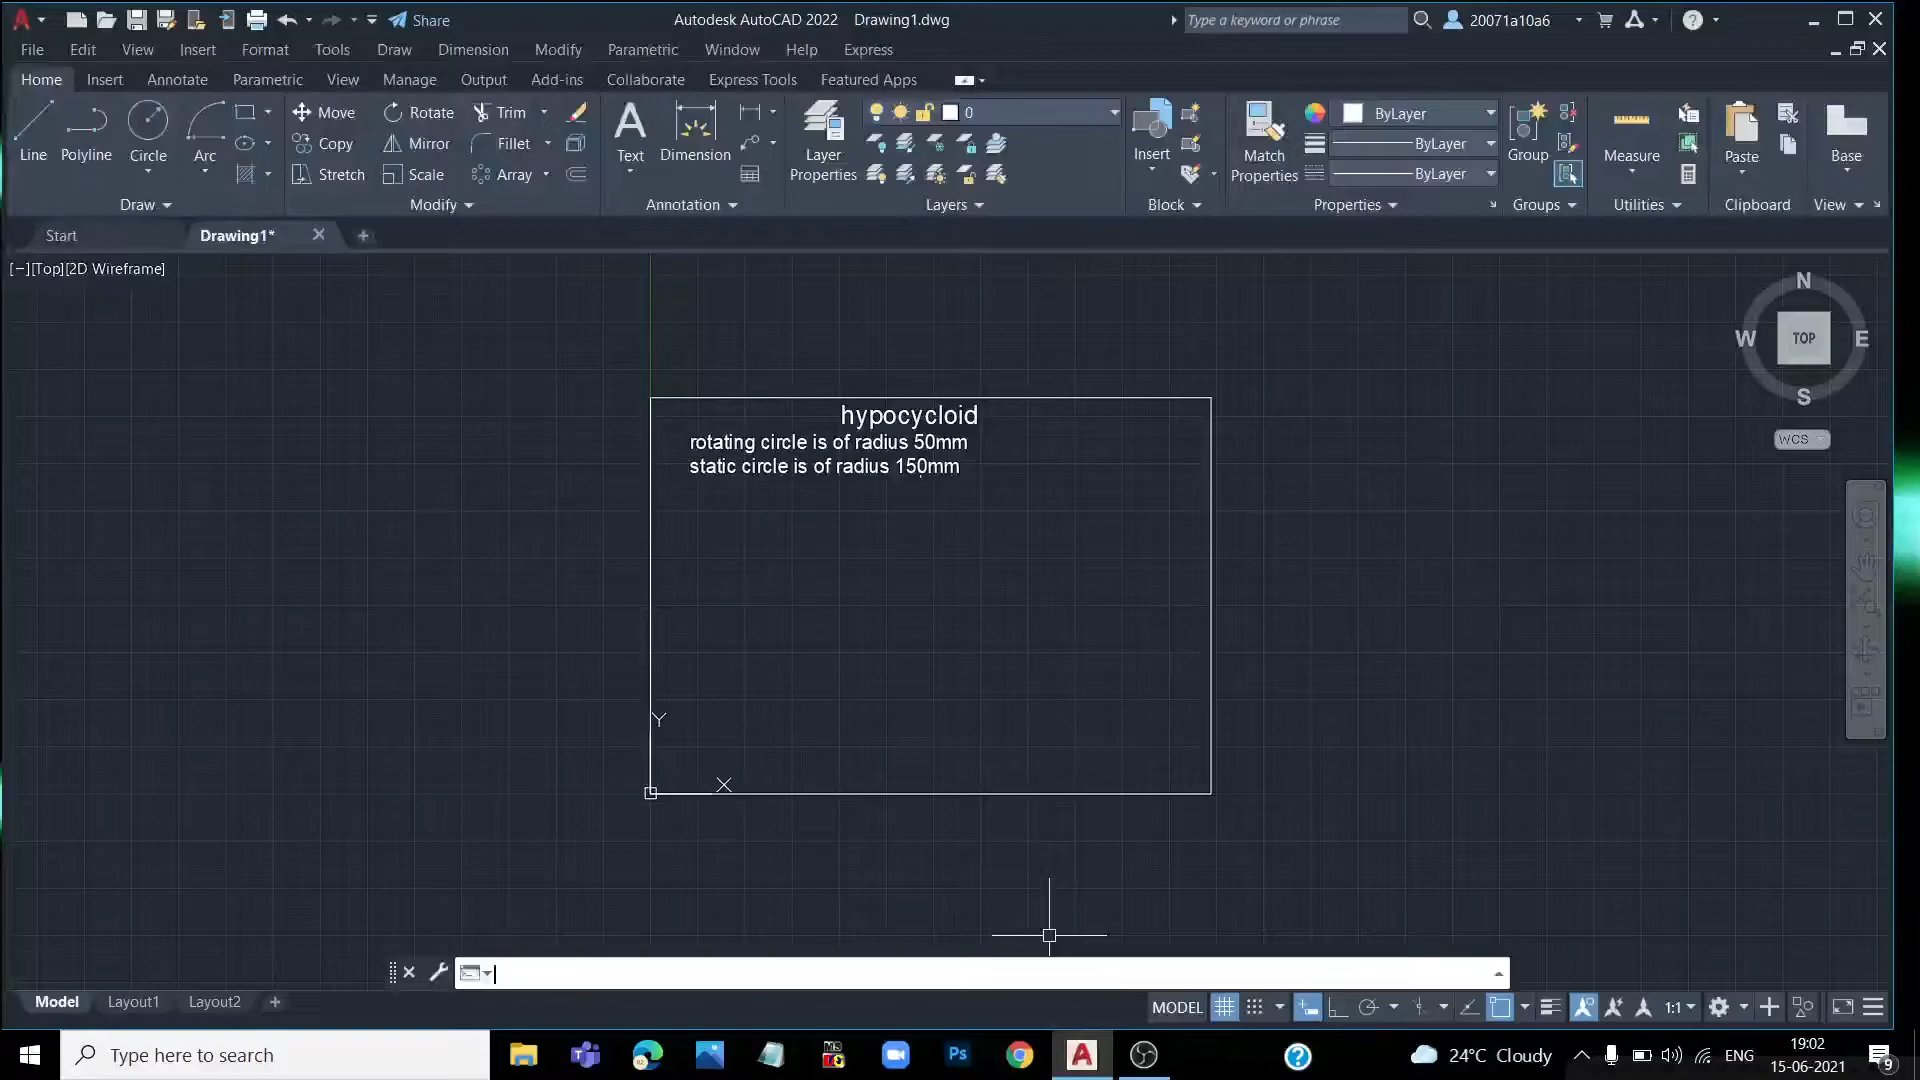 Share
Autodesk AutoCAD 2022 Drawing1.dwg
Type a keyword or phrase
20071a10a6
File Edit View Insert Format Tools Draw Dimension Modify Parametric Window Help Express
Home Insert Annotate Parametric View Manage Output Add-ins Collaborate Express Tools Featured Apps
Line Polyline Circle Arc
Move Rotate Trim
Copy Mirror Fillet
Stretch Scale Array
Text Dimension
Layer Properties
0
Insert
Match Properties
ByLayer
ByLayer
ByLayer
Group
Measure
Paste
Base
Draw Modify Annotation Layers Block Properties Groups Utilities Clipboard View
Start Drawing1*
[−][Top][2D Wireframe]
N
W TOP E
S
WCS
hypocycloid
rotating circle is of radius 50mm
static circle is of radius 150mm
Y
X
Model Layout1 Layout2
MODEL 1:1
Type here to search
Ps
24°C Cloudy
ENG
19:02
15-06-2021
9